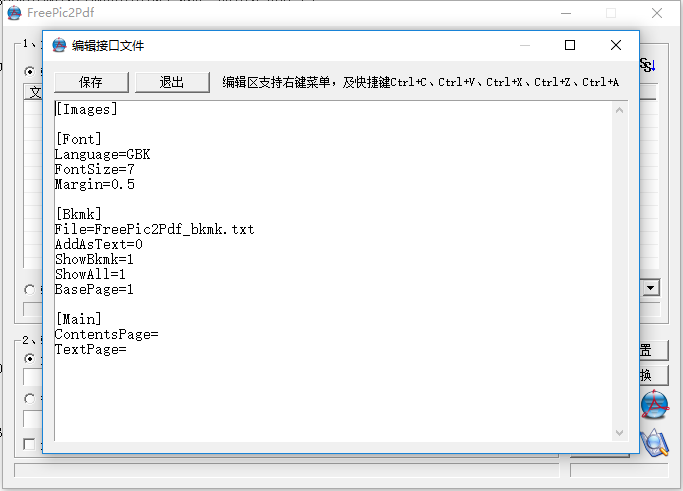 FreePic2Pdf
1、
编辑接口文件
保存
退出
编辑区支持右键菜单，及快捷键Ctrl+C、Ctrl+V、Ctrl+X、Ctrl+Z、Ctrl+A
[Images]
[Font]
Language=GBK
FontSize=7
Margin=0.5
[Bkmk]
File=FreePic2Pdf_bkmk.txt
AddAsText=0
ShowBkmk=1
ShowAll=1
BasePage=1
[Main]
ContentsPage=
TextPage=
2、
置
换